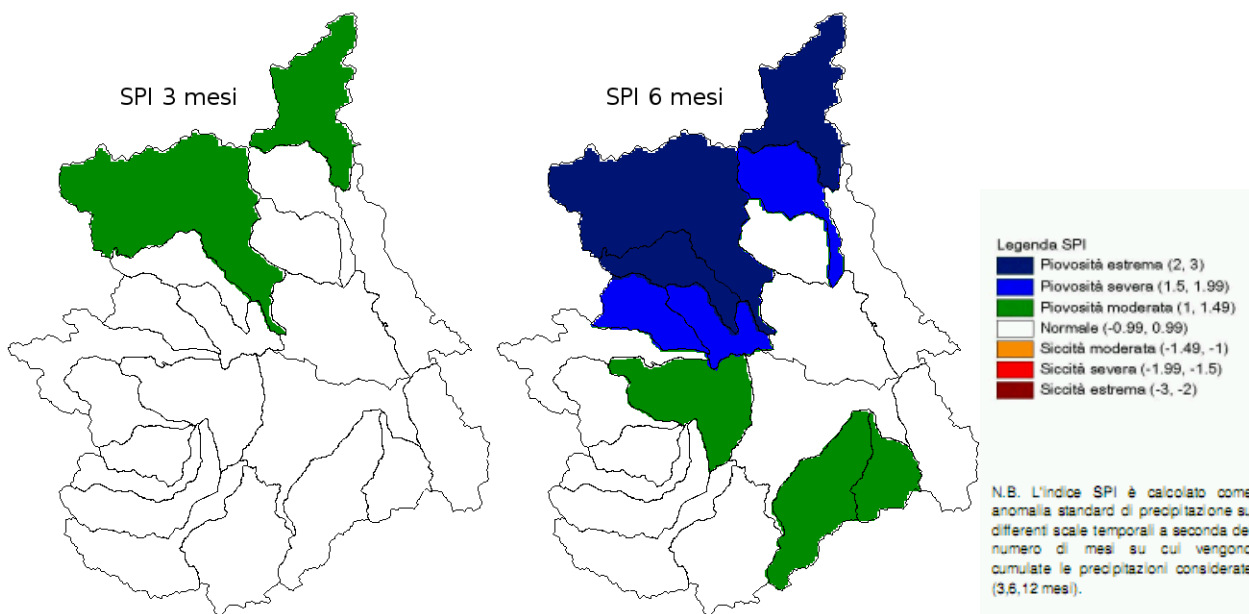 SPI 3 mesi
SPI 6 mesi
Legenda SPI
Piovosità estrema (2, 3)
Piovosità severa (1.5, 1.99)
Piovosità moderata (1, 1.49)
Normale (-0.99, 0.99)
Siccità moderata (-1.49, -1)
Siccità severa (-1.99, -1.5)
Siccità estrema (-3, -2)
N.B. L'indice SPI è calcolato come
anomalia standard di precipitazione su
differenti scale temporali a seconda del
numero di mesi su cui vengono
cumulate le precipitazioni considerate
(3,6,12 mesi).